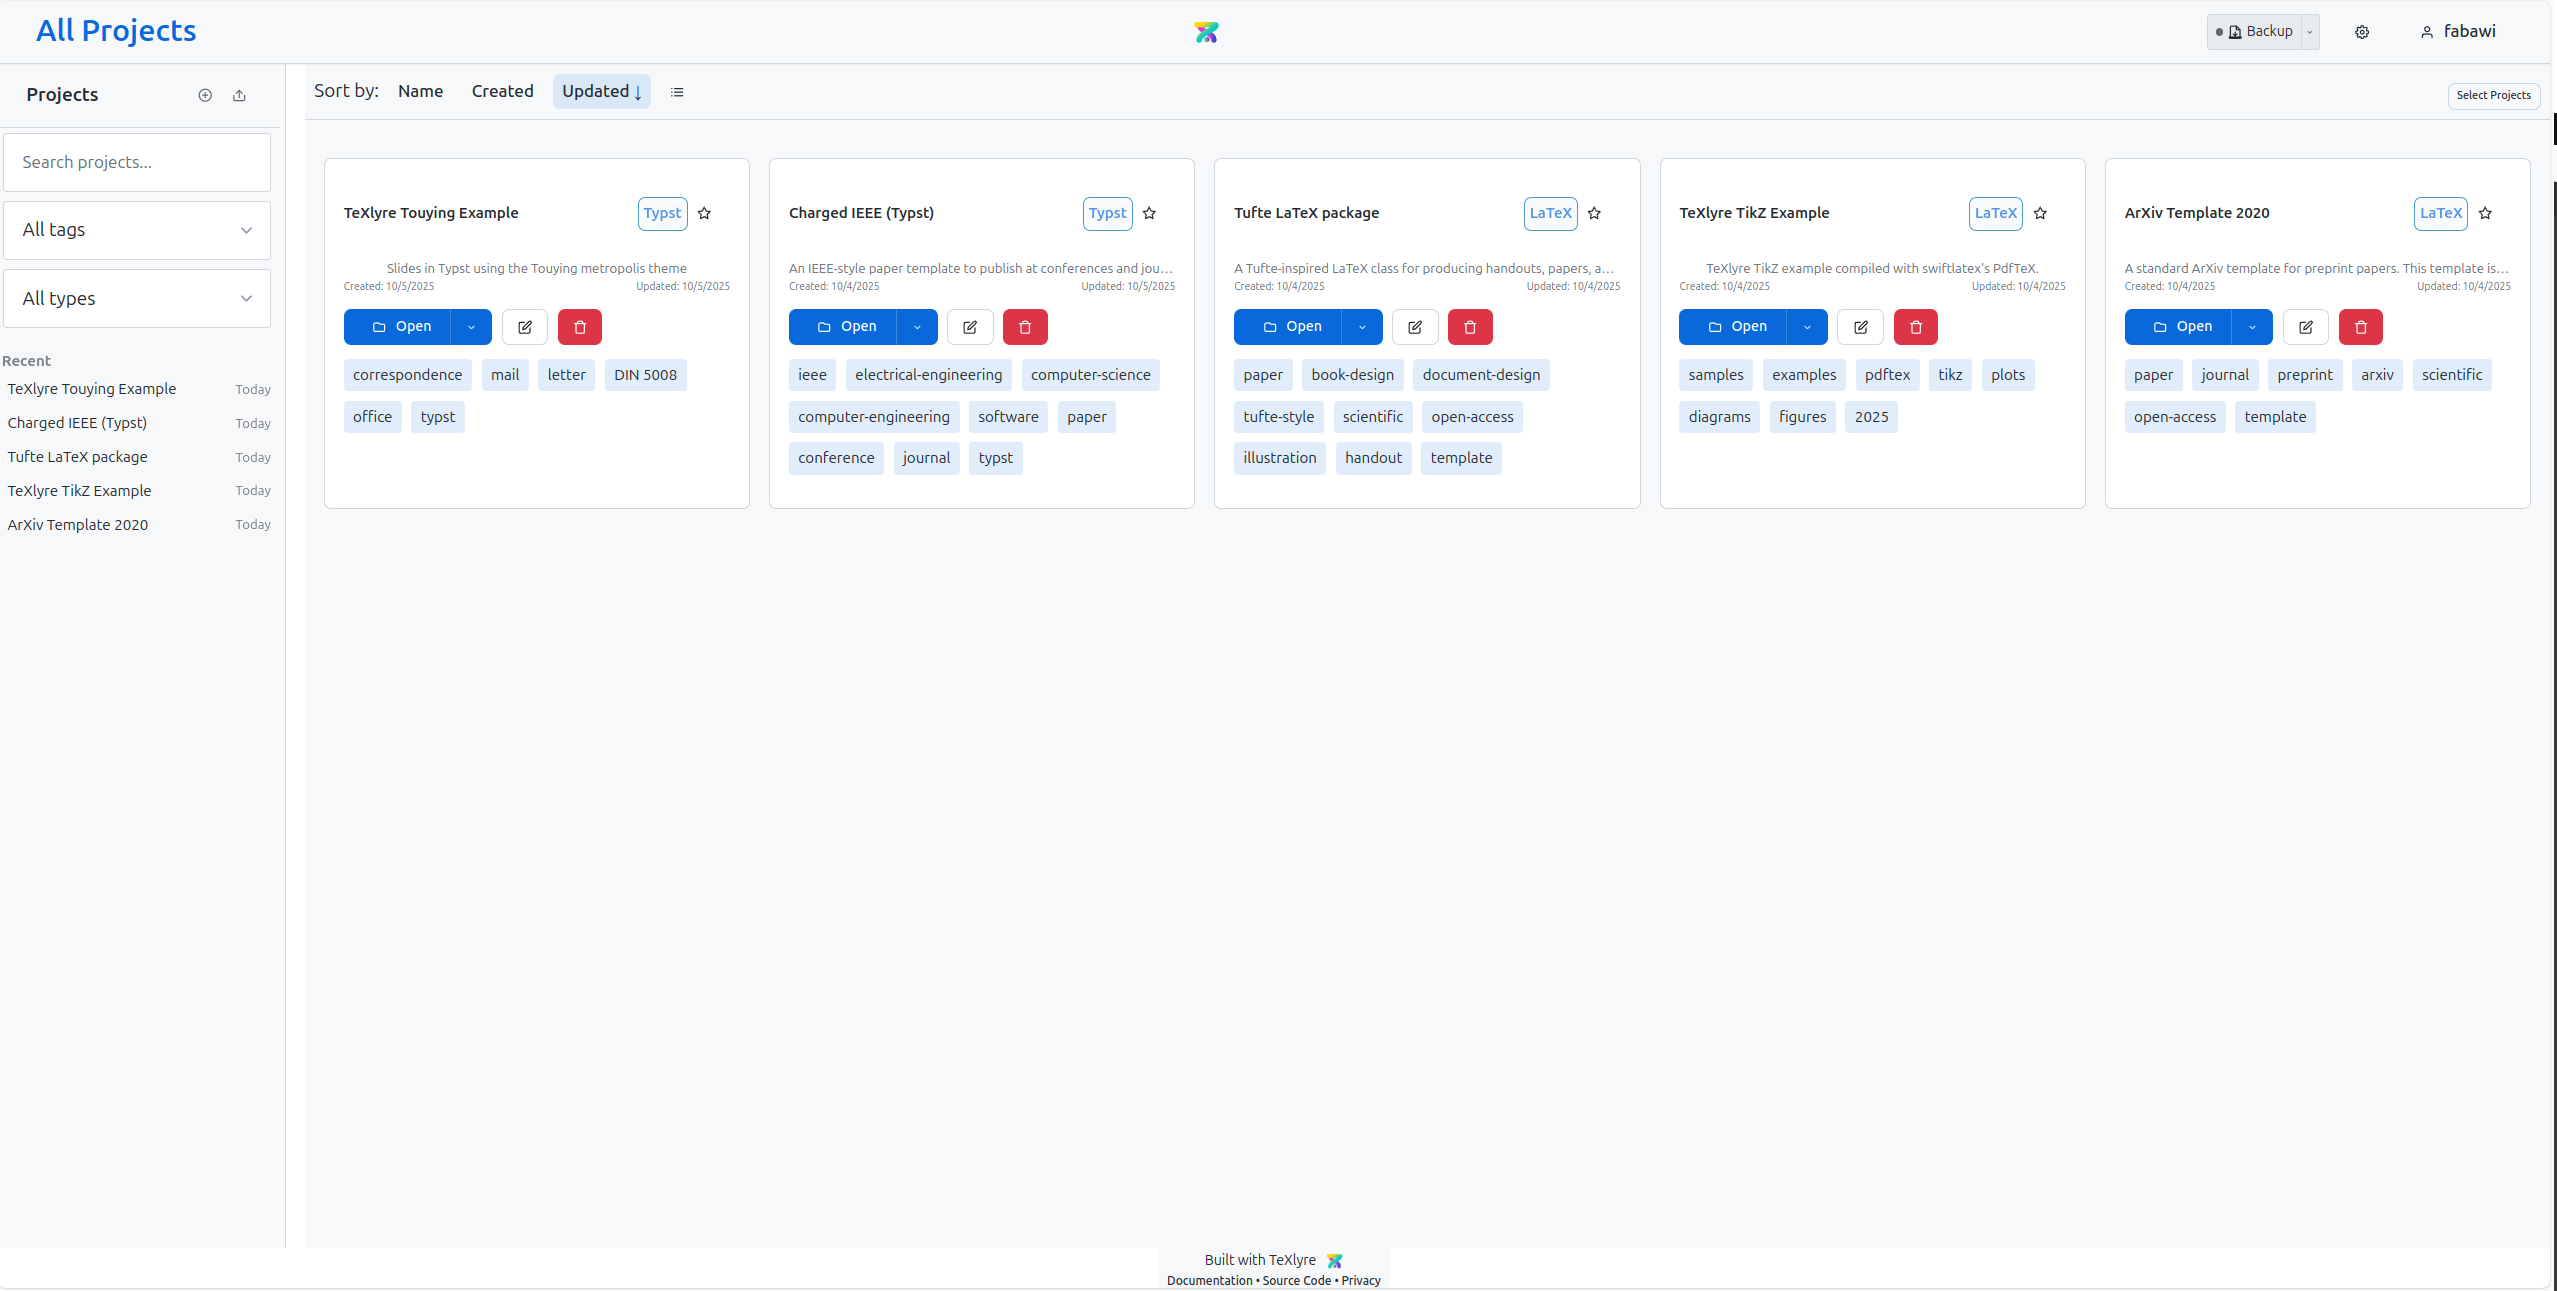 All Projects
Backup
fabawi
Projects
Search projects...
All tags
All types
Recent
TeXlyre Touying Example Today
Charged IEEE (Typst) Today
Tufte LaTeX package Today
TeXlyre TikZ Example Today
ArXiv Template 2020 Today
Sort by: Name Created Updated ↓
Select Projects
TeXlyre Touying Example Typst
Slides in Typst using the Touying metropolis theme
Created: 10/5/2025 Updated: 10/5/2025
Open
correspondence mail letter DIN 5008
office typst
Charged IEEE (Typst) Typst
An IEEE-style paper template to publish at conferences and jou...
Created: 10/4/2025 Updated: 10/5/2025
Open
ieee electrical-engineering computer-science
computer-engineering software paper
conference journal typst
Tufte LaTeX package LaTeX
A Tufte-inspired LaTeX class for producing handouts, papers, a...
Created: 10/4/2025 Updated: 10/4/2025
Open
paper book-design document-design
tufte-style scientific open-access
illustration handout template
TeXlyre TikZ Example LaTeX
TeXlyre TikZ example compiled with swiftlatex's PdfTeX.
Created: 10/4/2025 Updated: 10/4/2025
Open
samples examples pdftex tikz plots
diagrams figures 2025
ArXiv Template 2020 LaTeX
A standard ArXiv template for preprint papers. This template is...
Created: 10/4/2025 Updated: 10/4/2025
Open
paper journal preprint arxiv scientific
open-access template
Built with TeXlyre
Documentation • Source Code • Privacy